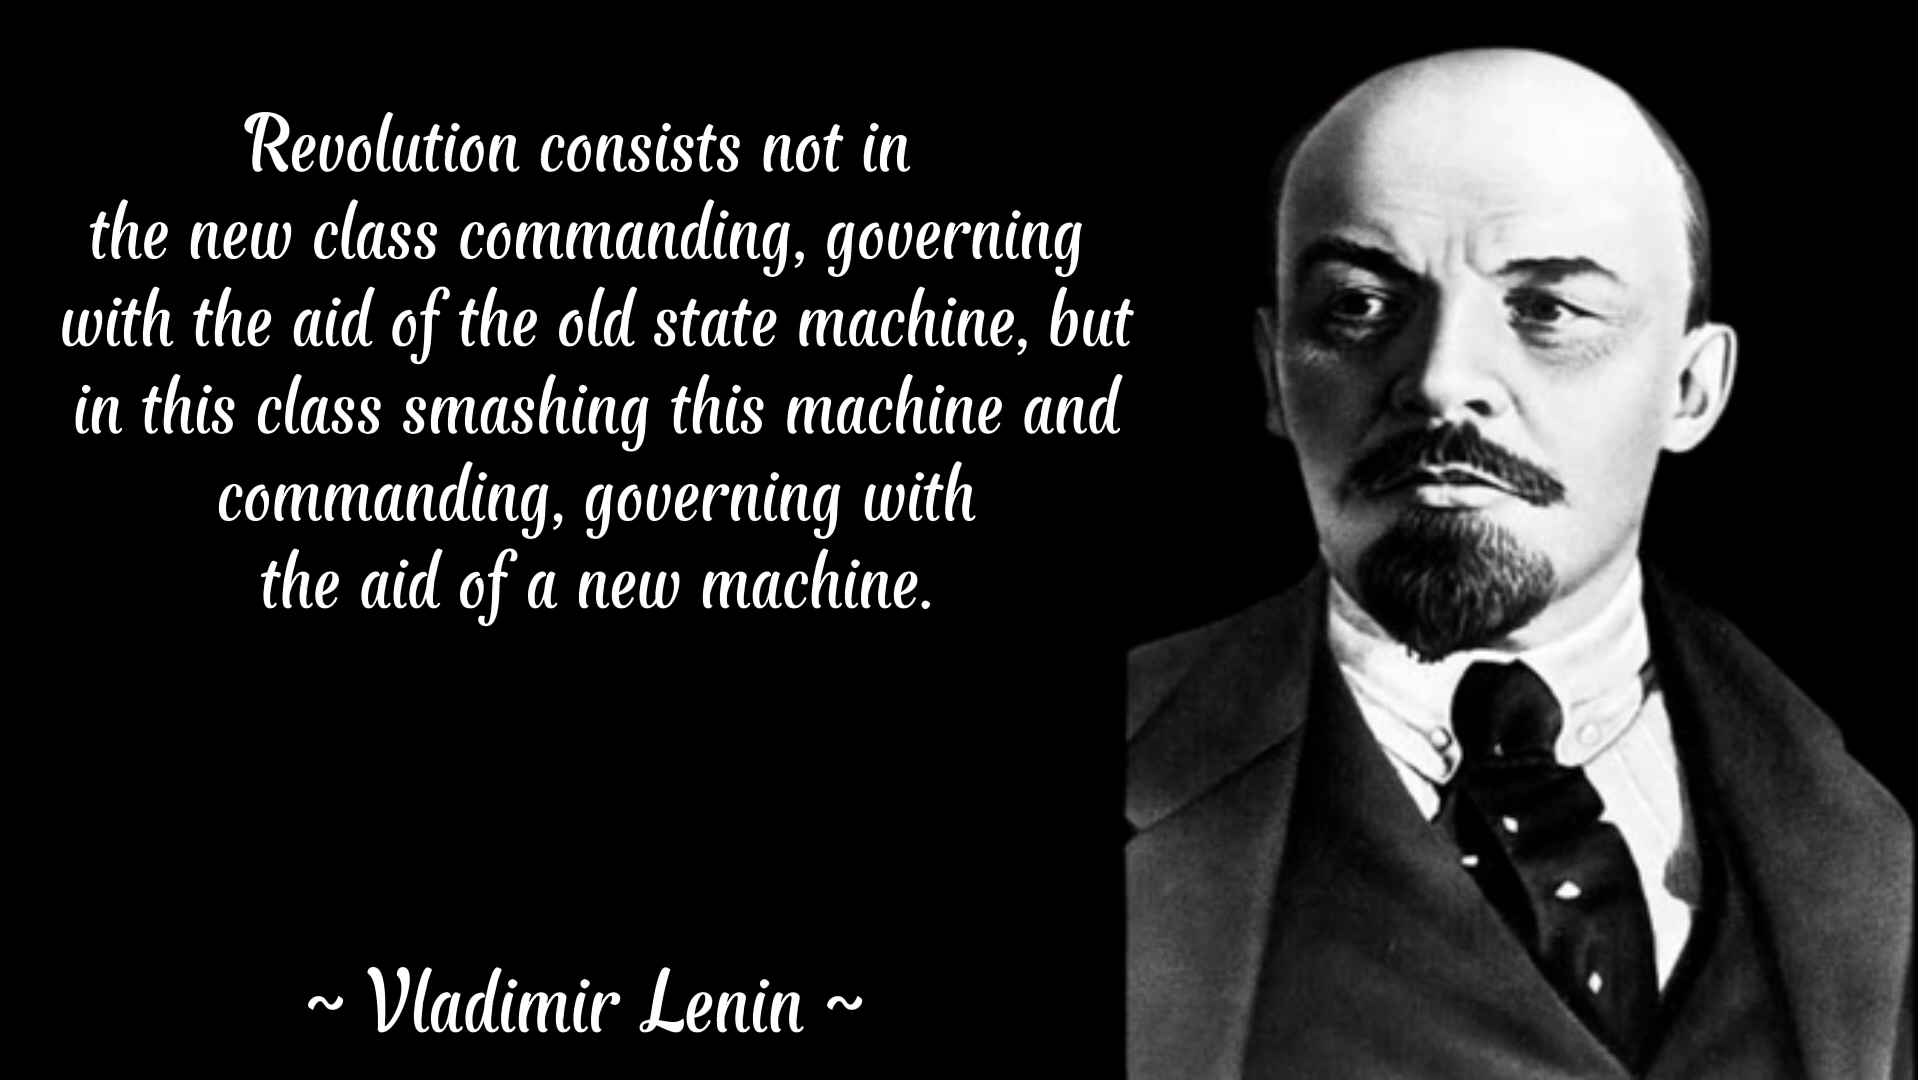 Revolution consists not in
the new class commanding, governing
with the aid of the old state machine, but
in this class smashing this machine and
commanding, governing with
the aid of a new machine.
~ Vladimir Lenin ~